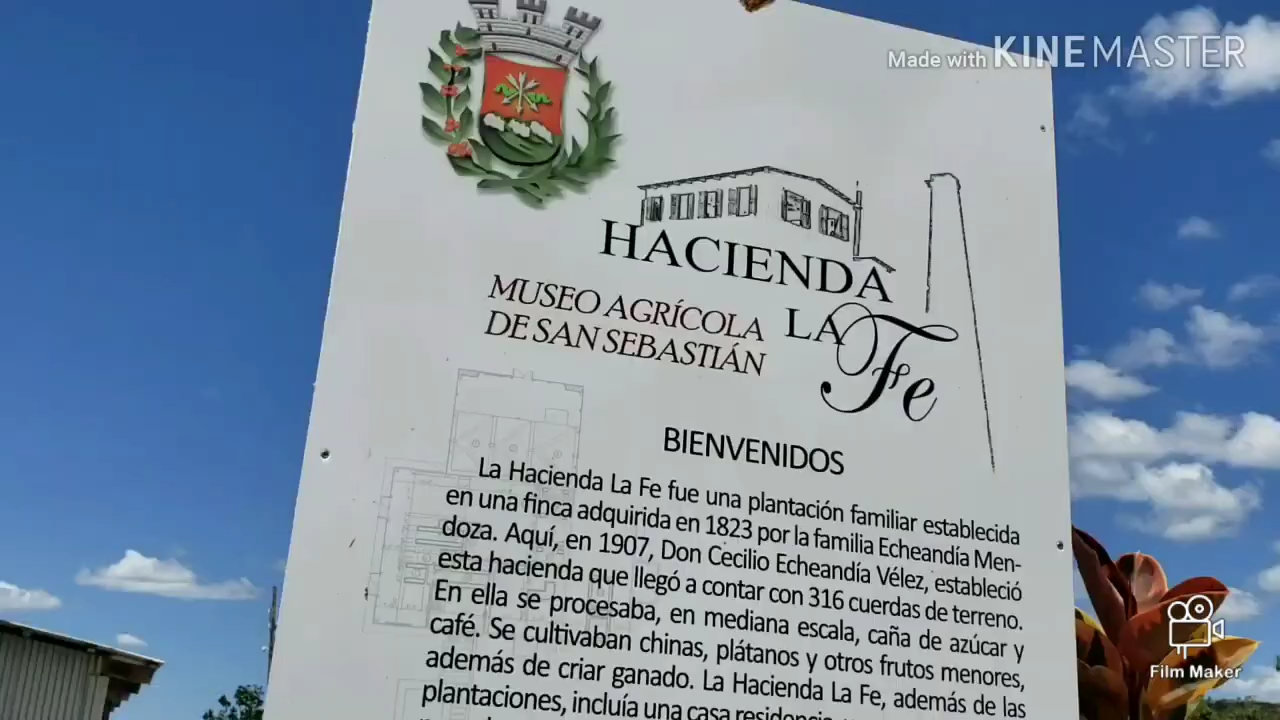 Made with KINEMASTER
HACIENDA
LA Fe
MUSEO AGRÍCOLA
DE SAN SEBASTIÁN
BIENVENIDOS
La Hacienda La Fe fue una plantación familiar establecida
en una finca adquirida en 1823 por la familia Echeandía Men-
doza. Aquí, en 1907, Don Cecilio Echeandía Vélez, estableció
esta hacienda que llegó a contar con 316 cuerdas de terreno.
En ella se procesaba, en mediana escala, caña de azúcar y
café. Se cultivaban chinas, plátanos y otros frutos menores,
además de criar ganado. La Hacienda La Fe, además de las
plantaciones, incluía una casa
Film Maker